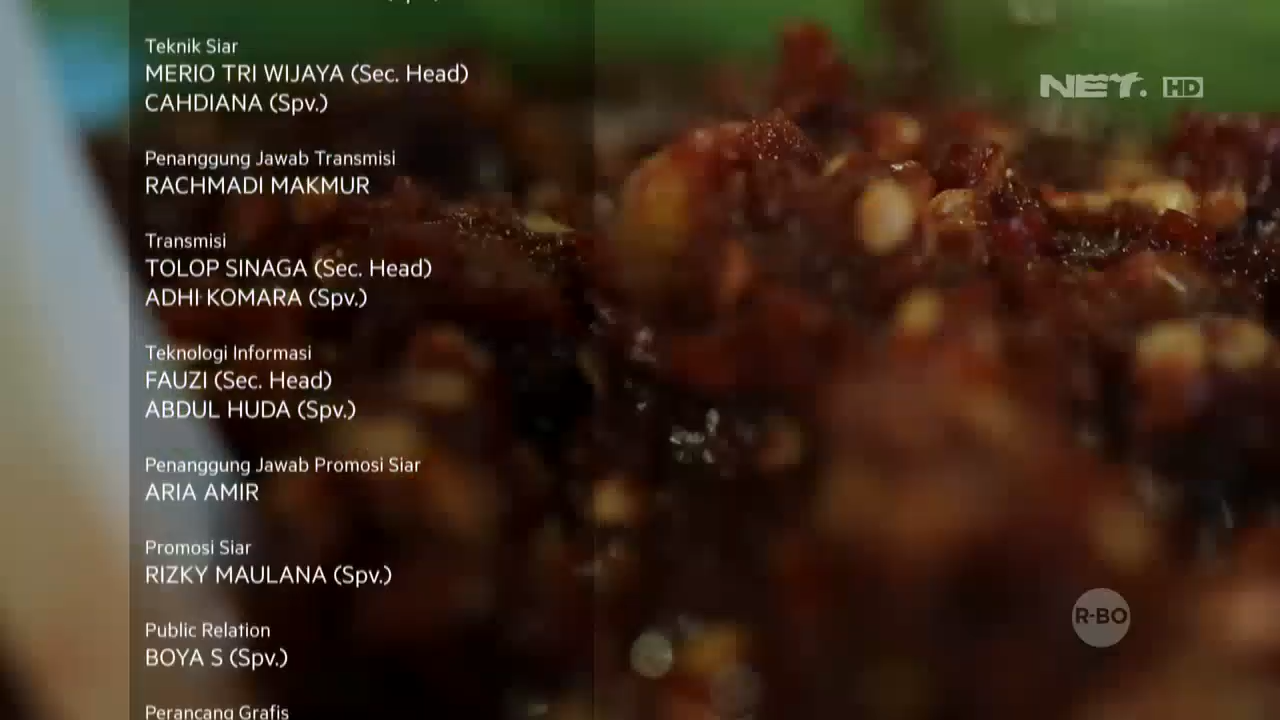 Teknik Siar
MERIO TRI WIJAYA (Sec. Head)
CAHDIANA (Spv.)
Penanggung Jawab Transmisi
RACHMADI MAKMUR
Transmisi
TOLOP SINAGA (Sec. Head)
ADHI KOMARA (Spv.)
Teknologi Informasi
FAUZI (Sec. Head)
ABDUL HUDA (Spv.)
Penanggung Jawab Promosi Siar
ARIA AMIR
Promosi Siar
RIZKY MAULANA (Spv.)
Public Relation
BOYA S (Spv.)
Perancang Grafis
NET. HD
R-BO